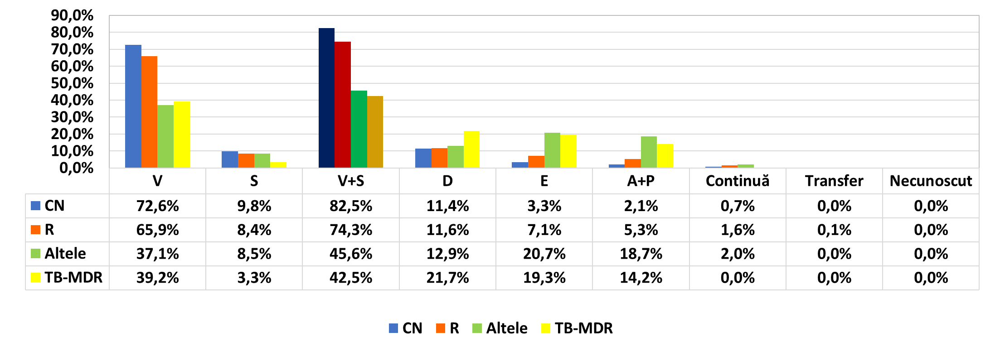 90,0%
80,0%
70,0%
60,0%
50,0%
40,0%
30,0%
20,0%
10,0%
0,0%
V S V+S D E A+P Continuă Transfer Necunoscut
CN 72,6% 9,8% 82,5% 11,4% 3,3% 2,1% 0,7% 0,0% 0,0%
R 65,9% 8,4% 74,3% 11,6% 7,1% 5,3% 1,6% 0,1% 0,0%
Altele 37,1% 8,5% 45,6% 12,9% 20,7% 18,7% 2,0% 0,0% 0,0%
TB-MDR 39,2% 3,3% 42,5% 21,7% 19,3% 14,2% 0,0% 0,0% 0,0%
CN R Altele TB-MDR